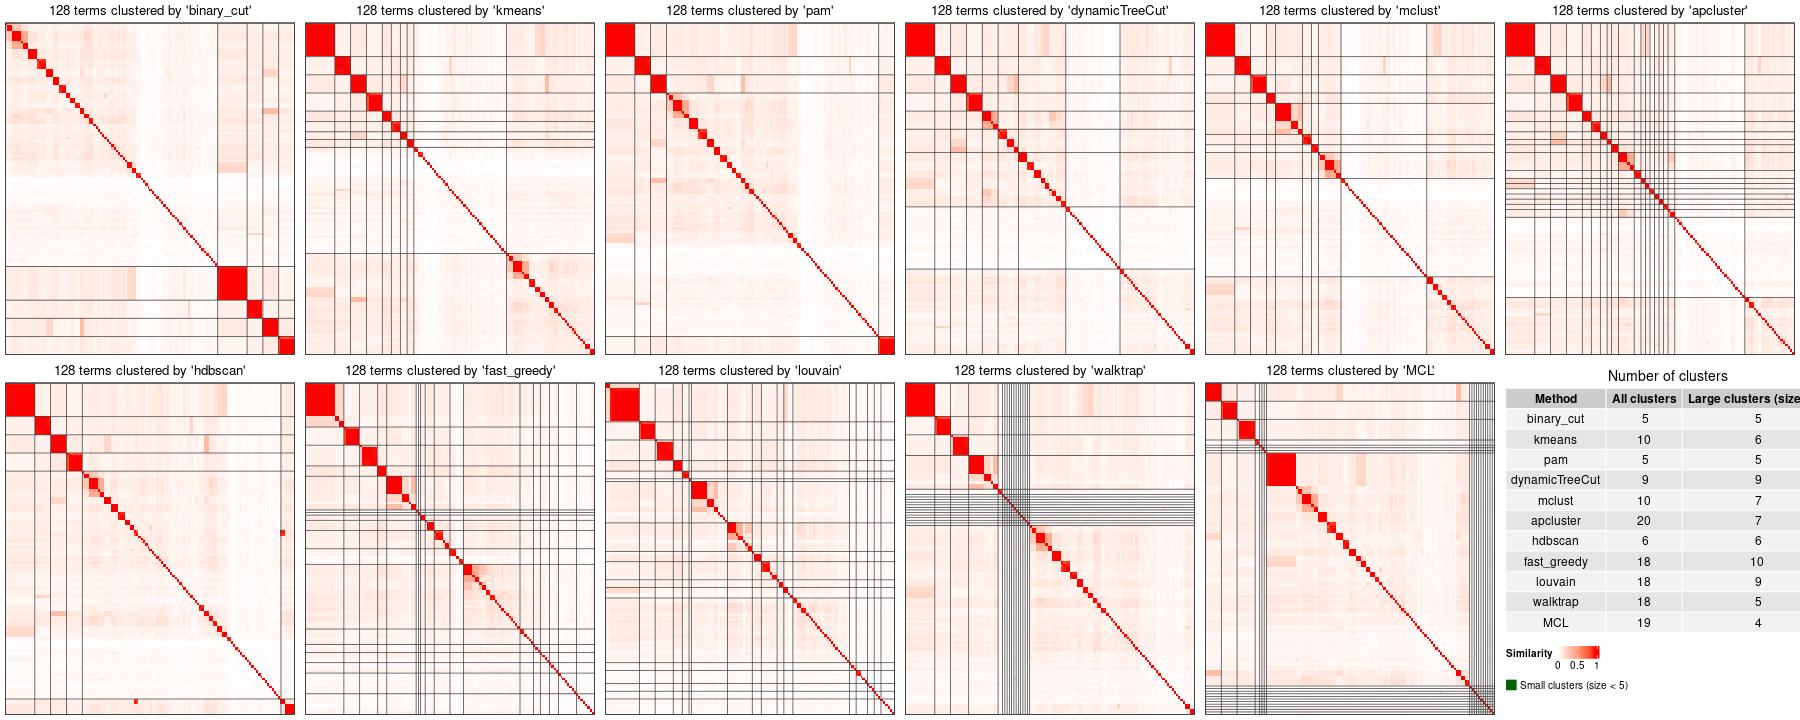 128 terms clustered by 'binary_cut'
128 terms clustered by 'kmeans'
128 terms clustered by 'pam'
128 terms clustered by 'dynamicTreeCut'
128 terms clustered by 'mclust'
128 terms clustered by 'apcluster'
128 terms clustered by 'hdbscan'
128 terms clustered by 'fast_greedy'
128 terms clustered by 'louvain'
128 terms clustered by 'walktrap'
128 terms clustered by 'MCL'
Number of clusters
Method All clusters Large clusters (size
binary_cut 5 5
kmeans 10 6
pam 5 5
dynamicTreeCut 9 9
mclust 10 7
apcluster 20 7
hdbscan 6 6
fast_greedy 18 10
louvain 18 9
walktrap 18 5
MCL 19 4
Similarity
0 0.5 1
Small clusters (size < 5)